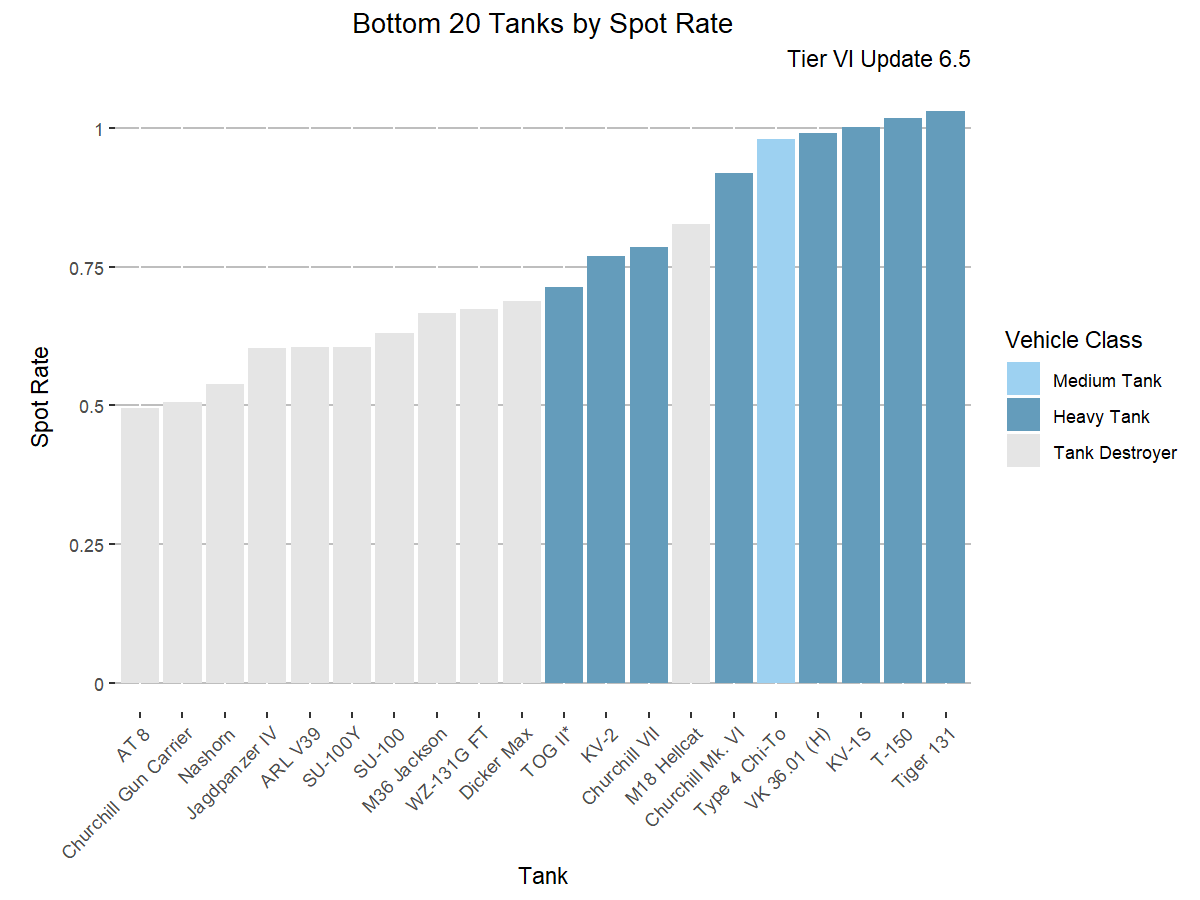 Bottom 20 Tanks by Spot Rate
Tier VI Update 6.5
Spot Rate
1
0.75
0.5
0.25
0
AT 8
Churchill Gun Carrier
Nashorn
Jagdpanzer IV
ARL V39
SU-100Y
SU-100
M36 Jackson
WZ-131G FT
Dicker Max
TOG II*
KV-2
Churchill VII
M18 Hellcat
Churchill Mk. VI
Type 4 Chi-To
VK 36.01 (H)
KV-1S
T-150
Tiger 131
Tank
Vehicle Class
Medium Tank
Heavy Tank
Tank Destroyer